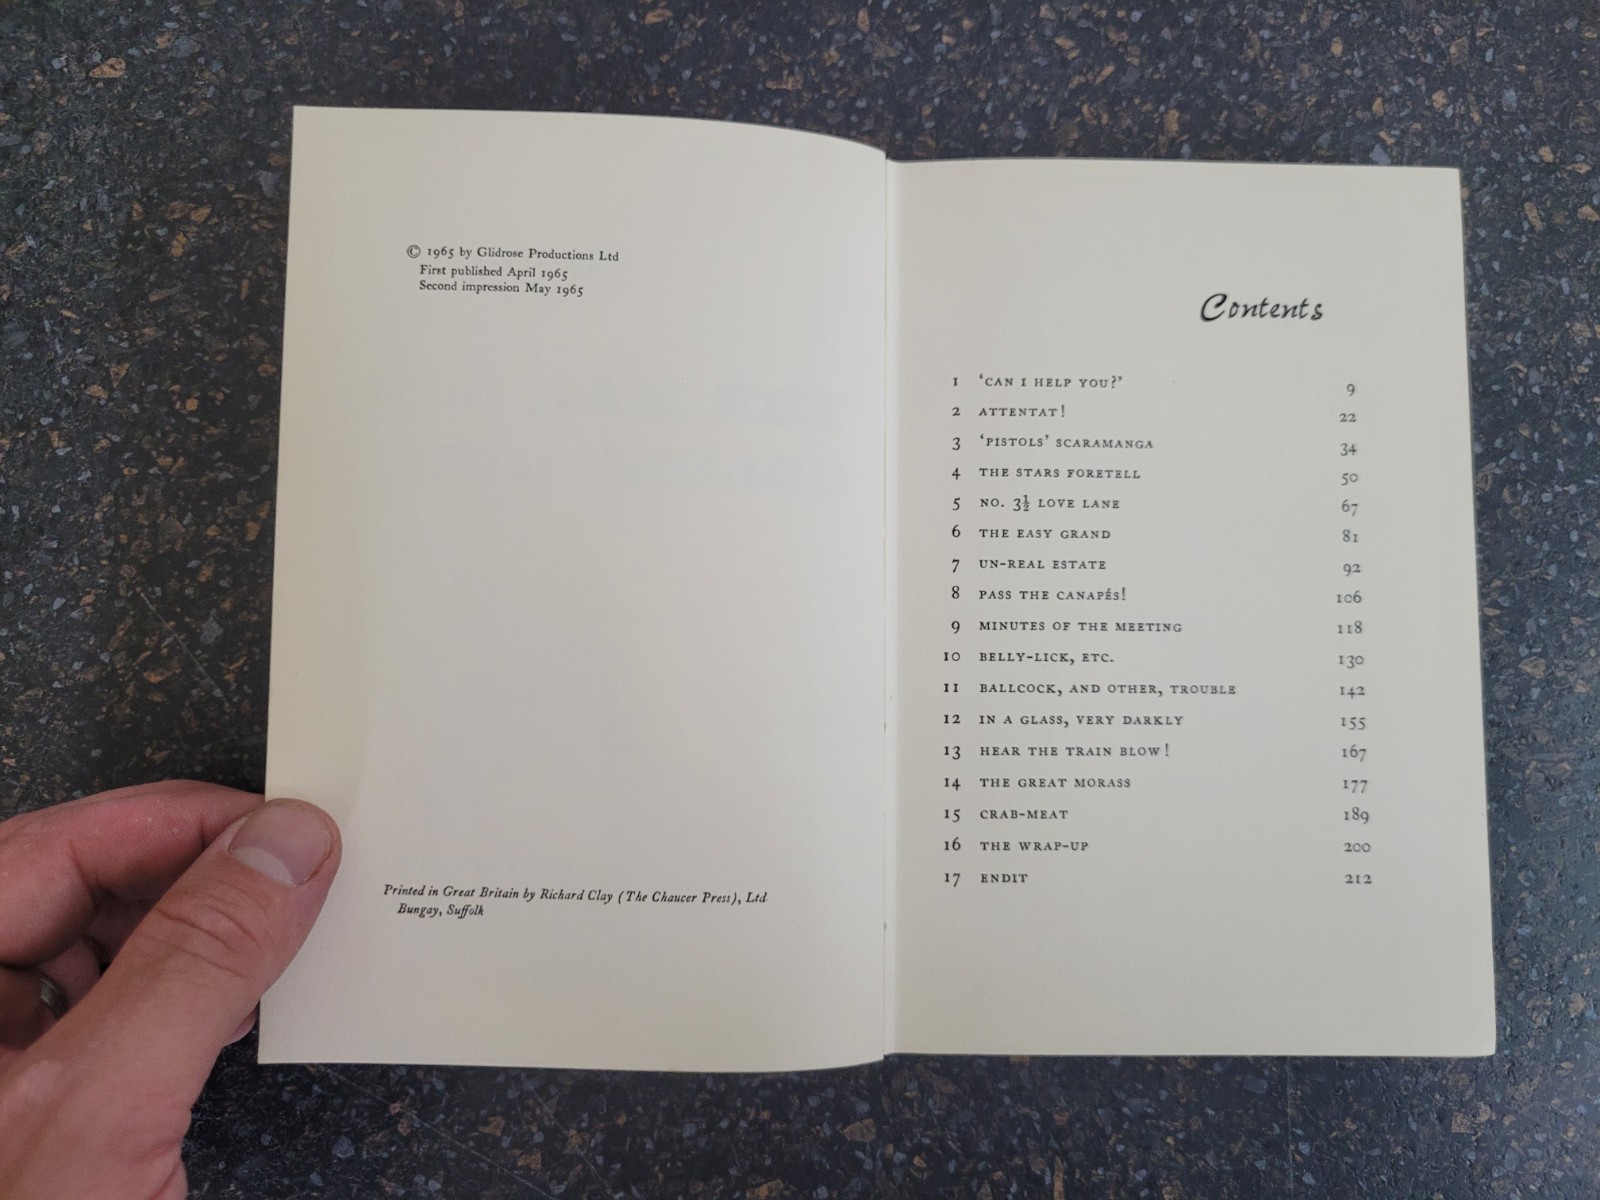 © 1965 by Glidrose Productions Ltd
First published April 1965
Second impression May 1965
Printed in Great Britain by Richard Clay (The Chaucer Press), Ltd
Bungay, Suffolk
Contents
1 ‘CAN I HELP YOU?’ 9
2 ATTENTAT! 22
3 ‘PISTOLS’ SCARAMANGA 34
4 THE STARS FORETELL 50
5 NO. 3½ LOVE LANE 67
6 THE EASY GRAND 81
7 UN-REAL ESTATE 92
8 PASS THE CANAPÉS! 106
9 MINUTES OF THE MEETING 118
10 BELLY-LICK, ETC. 130
11 BALLCOCK, AND OTHER, TROUBLE 142
12 IN A GLASS, VERY DARKLY 155
13 HEAR THE TRAIN BLOW! 167
14 THE GREAT MORASS 177
15 CRAB-MEAT 189
16 THE WRAP-UP 200
17 ENDIT 212